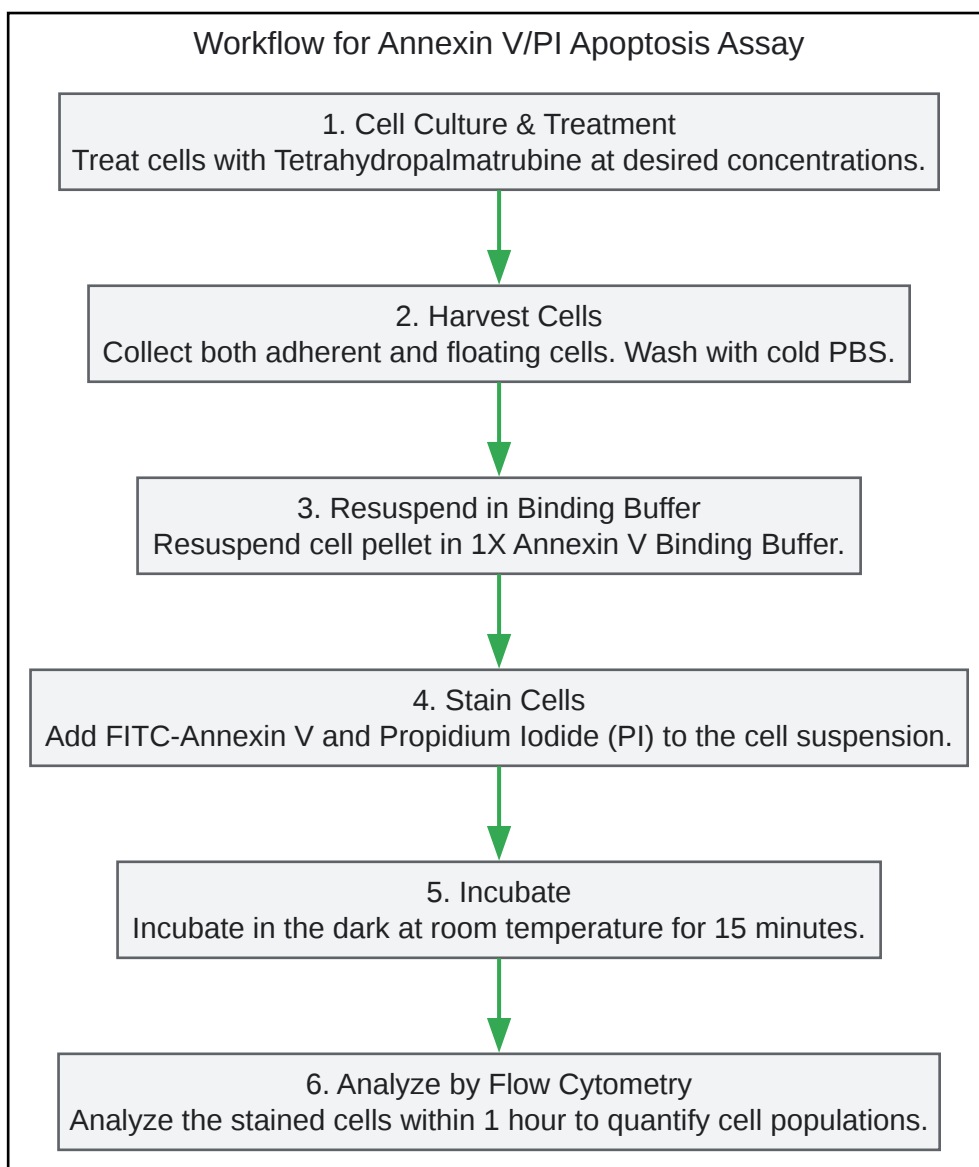 Workflow for Annexin V/PI Apoptosis Assay
1. Cell Culture & Treatment
Treat cells with Tetrahydropalmatrubine at desired concentrations.
2. Harvest Cells
Collect both adherent and floating cells. Wash with cold PBS.
3. Resuspend in Binding Buffer
Resuspend cell pellet in 1X Annexin V Binding Buffer.
4. Stain Cells
Add FITC-Annexin V and Propidium Iodide (PI) to the cell suspension.
5. Incubate
Incubate in the dark at room temperature for 15 minutes.
6. Analyze by Flow Cytometry
Analyze the stained cells within 1 hour to quantify cell populations.